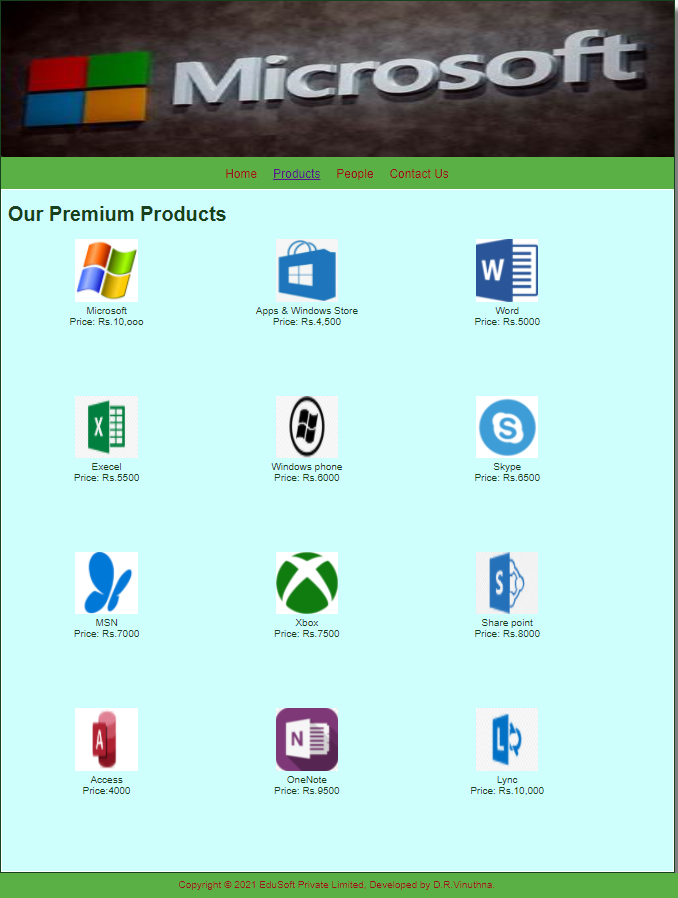 Microsoft
Home Products People Contact Us
Our Premium Products
Microsoft
Price: Rs.10,ooo
Apps & Windows Store
Price: Rs.4,500
W
Word
Price: Rs.5000
X
Execel
Price: Rs.5500
Windows phone
Price: Rs.6000
S
Skype
Price: Rs.6500
MSN
Price: Rs.7000
Xbox
Price: Rs.7500
S
Share point
Price: Rs.8000
A
Access
Price:4000
N
OneNote
Price: Rs.9500
L
Lync
Price: Rs.10,000
Copyright © 2021 EduSoft Private Limited, Developed by D.R.Vinuthna.